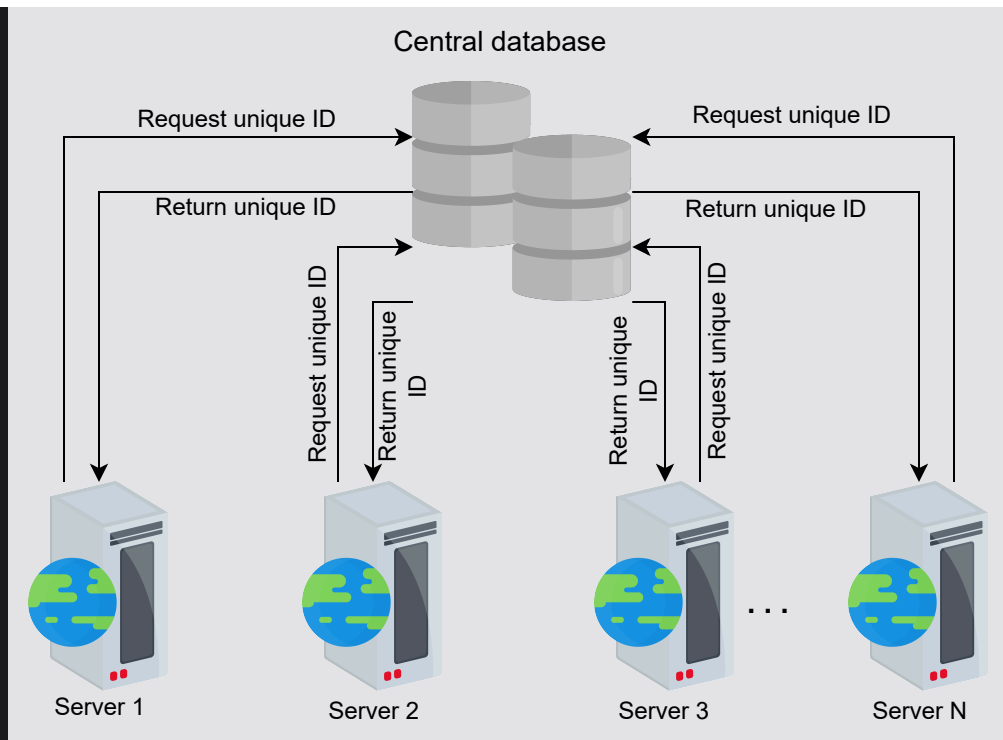 Central database
Request unique ID
Request unique ID
Return unique ID
Return unique ID
Request unique ID
Return unique
ID
Return unique
ID
Request unique ID
...
Server 1
Server 2
Server 3
Server N